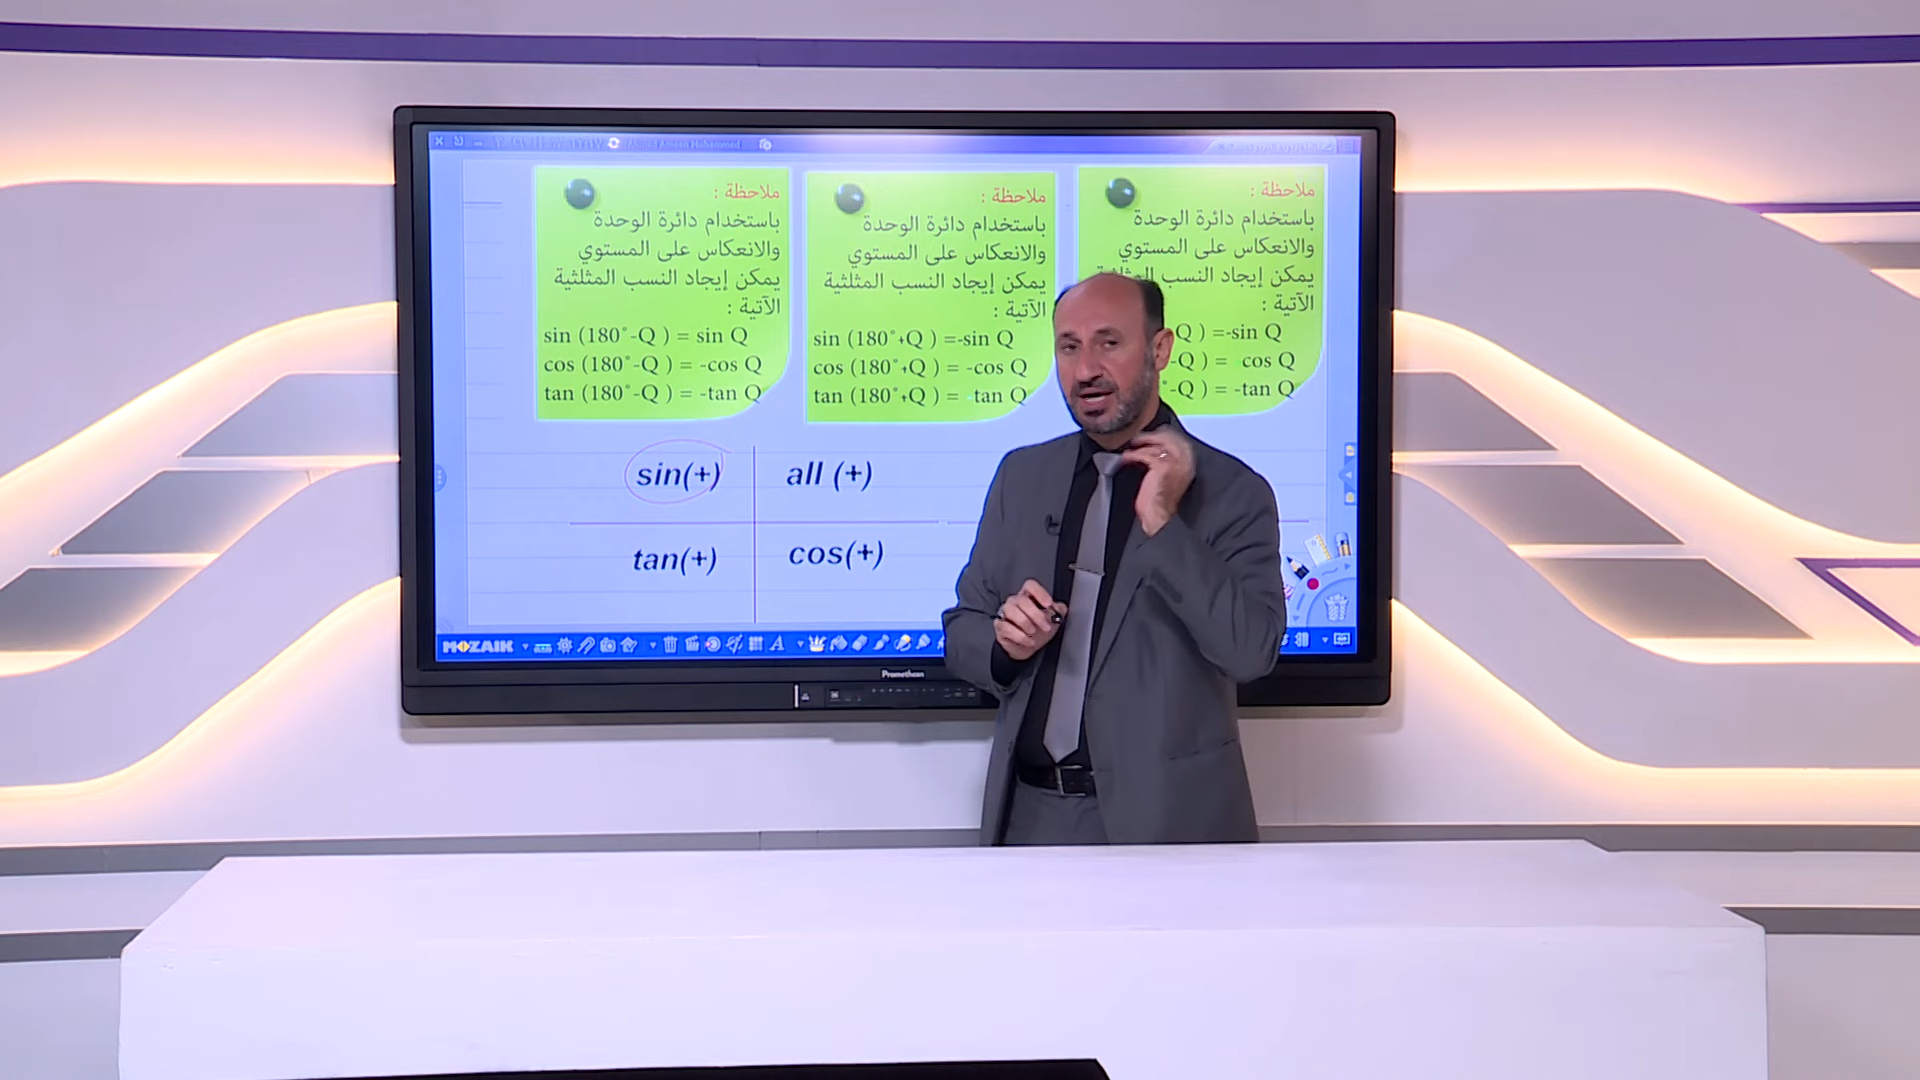 ملاحظة :
باستخدام دائرة الوحدة
والانعكاس على المستوي
يمكن إيجاد النسب المثلثية
الآتية :
sin (180°-Q ) = sin Q
cos (180°-Q ) = -cos Q
tan (180°-Q ) = -tan Q
ملاحظة :
باستخدام دائرة الوحدة
والانعكاس على المستوي
يمكن إيجاد النسب المثلثية
الآتية :
sin (180°+Q ) =-sin Q
cos (180°+Q ) = -cos Q
tan (180°+Q ) = tan Q
ملاحظة :
باستخدام دائرة الوحدة
والانعكاس على المستوي
يمكن إيجاد النسب
الآتية :
Q ) =-sin Q
-Q ) = cos Q
°-Q ) = -tan Q
sin(+)
all (+)
tan(+)
cos(+)
MOZAIK
A
Promethean